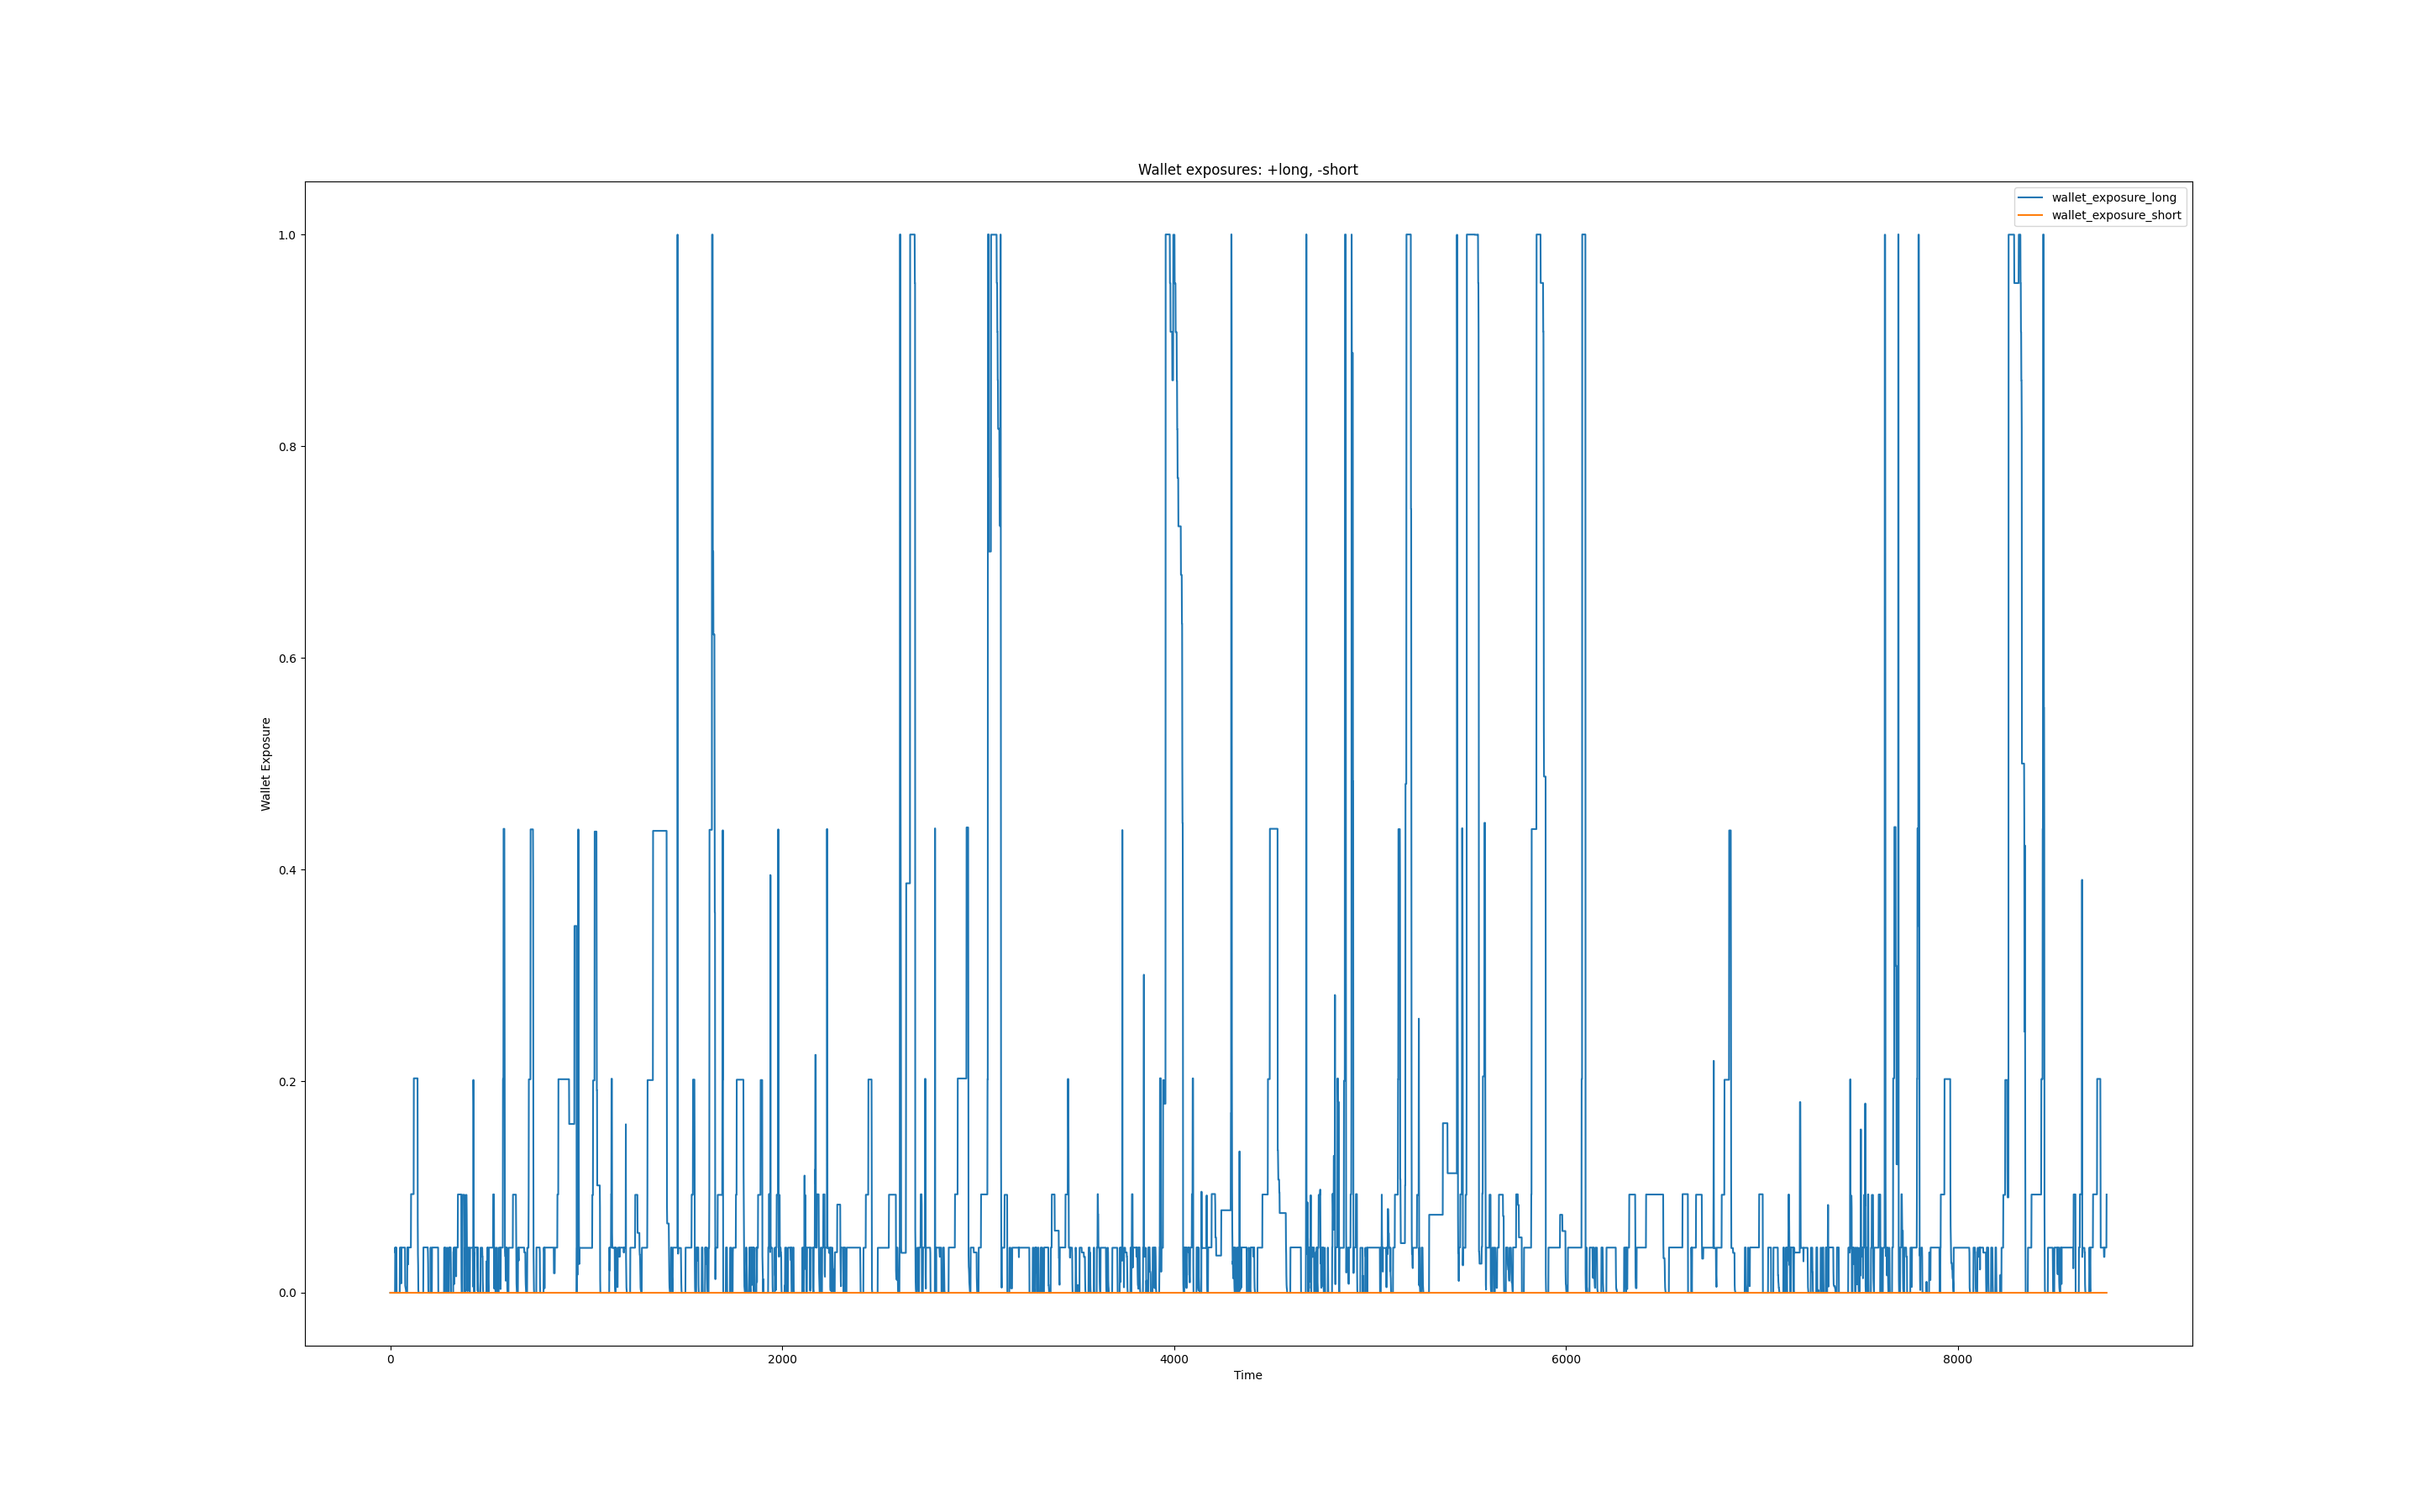 Wallet exposures: +long, -short
wallet_exposure_long
wallet_exposure_short
1.0
0.8
0.6
0.4
0.2
0.0
Wallet Exposure
0 2000 4000 6000 8000
Time